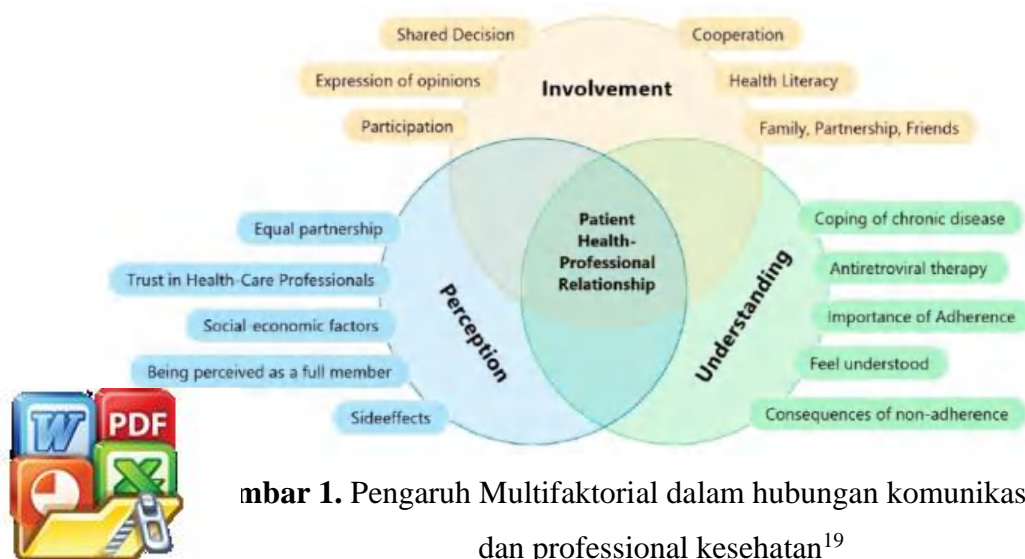 Shared Decision
Cooperation
Expression of opinions
Involvement
Health Literacy
Participation
Family, Partnership, Friends
Equal partnership
Trust in Health-Care Professionals
Social-economic factors
Being perceived as a full member
Sideeffects
Perception
Patient
Health-
Professional
Relationship
Understanding
Coping of chronic disease
Antiretroviral therapy
Importance of Adherence
Feel understood
Consequences of non-adherence
W
PDF
X
mbar 1. Pengaruh Multifaktorial dalam hubungan komunikas
dan professional kesehatan19